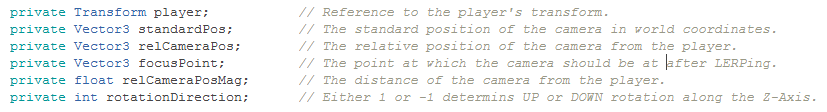 private Transform player;            // Reference to the player's transform.
private Vector3 standardPos;         // The standard position of the camera in world coordinates.
private Vector3 relCameraPos;        // The relative position of the camera from the player.
private Vector3 focusPoint;          // The point at which the camera should be at after LERPing.
private float relCameraPosMag;       // The distance of the camera from the player.
private int rotationDirection;       // Either 1 or -1 determins UP or DOWN rotation along the Z-Axis.